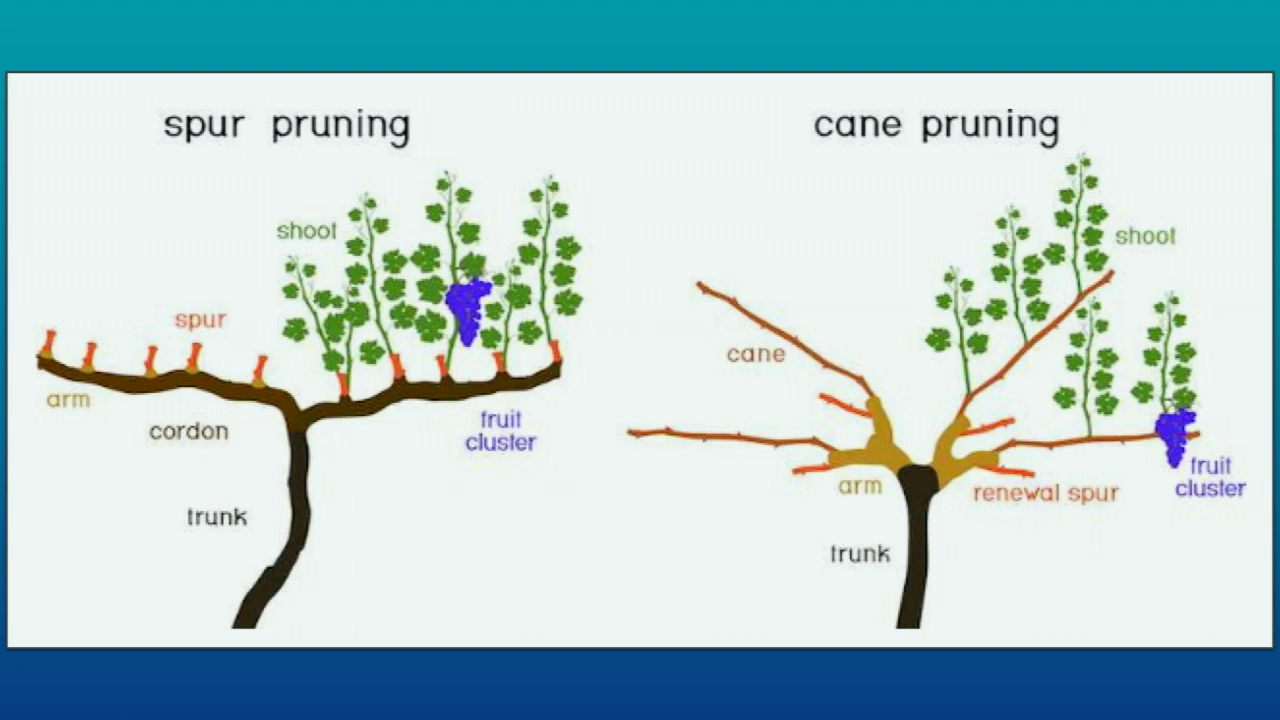 spur pruning
shoot
spur
arm
cordon
fruit
cluster
trunk
cane pruning
shoot
cane
arm
renewal spur
fruit
cluster
trunk